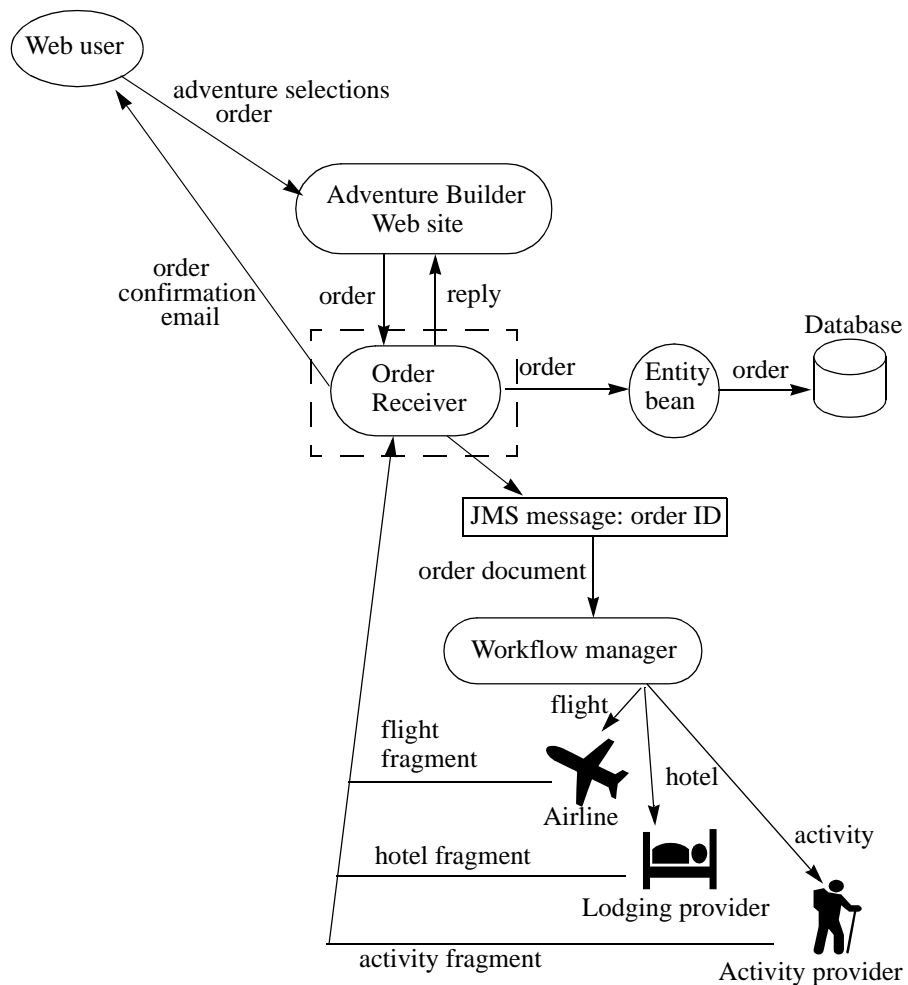 Web user
adventure selections
order
Adventure Builder
Web site
order
confirmation
email
order
reply
Database
Order
Receiver
order
Entity
bean
order
JMS message: order ID
order document
Workflow manager
flight
flight
fragment
hotel
Airline
activity
hotel fragment
Lodging provider
activity fragment
Activity provider